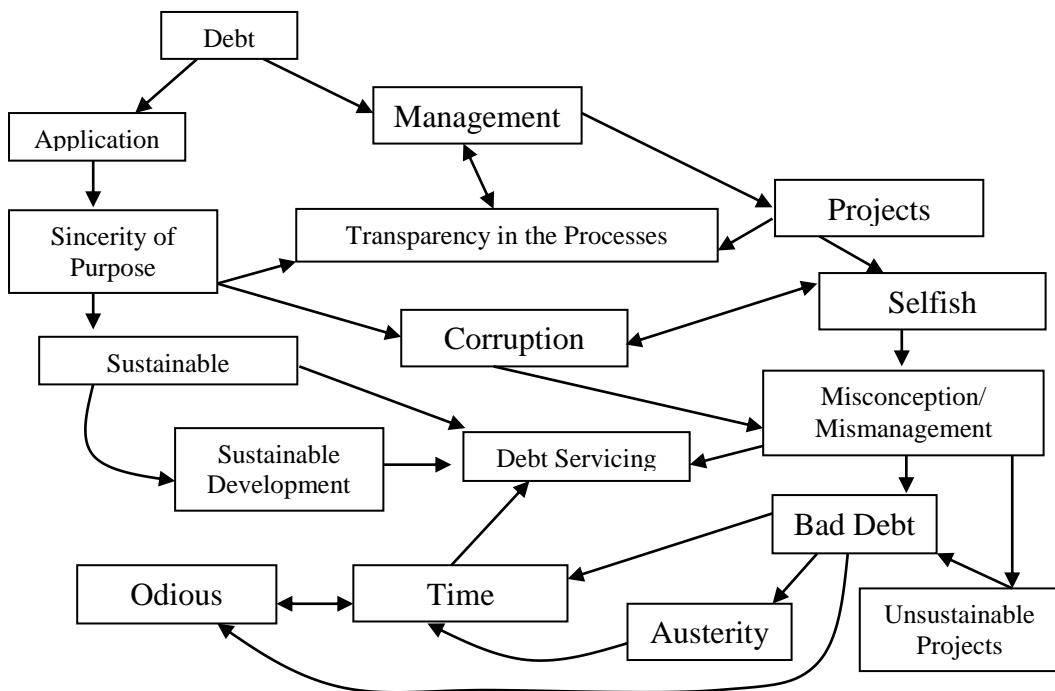 Debt
Management
Application
Projects
Sincerity of
Purpose
Transparency in the Processes
Selfish
Corruption
Sustainable
Misconception/
Mismanagement
Sustainable
Development
Debt Servicing
Bad Debt
Odious
Time
Austerity
Unsustainable
Projects